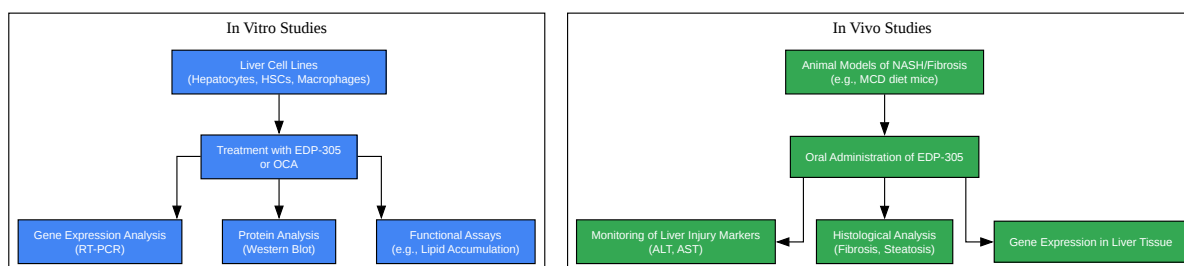 In Vitro Studies
Liver Cell Lines
(Hepatocytes, HSCs, Macrophages)
Treatment with EDP-305
or OCA
Gene Expression Analysis
(RT-PCR)
Protein Analysis
(Western Blot)
Functional Assays
(e.g., Lipid Accumulation)
In Vivo Studies
Animal Models of NASH/Fibrosis
(e.g., MCD diet mice)
Oral Administration of EDP-305
Monitoring of Liver Injury Markers
(ALT, AST)
Histological Analysis
(Fibrosis, Steatosis)
Gene Expression in Liver Tissue